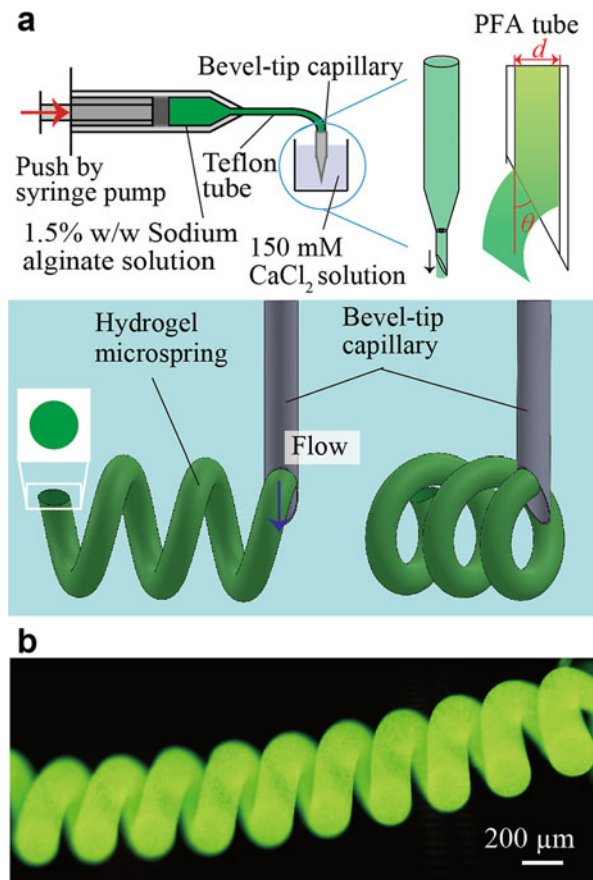 a
PFA tube
d
Bevel-tip
capillary
Teflon
tube
Push by
syringe pump
1.5% w/w Sodium
alginate solution
150 mM
CaCl₂ solution
θ
Hydrogel
microspring
Bevel-tip
capillary
Flow
b
200 µm